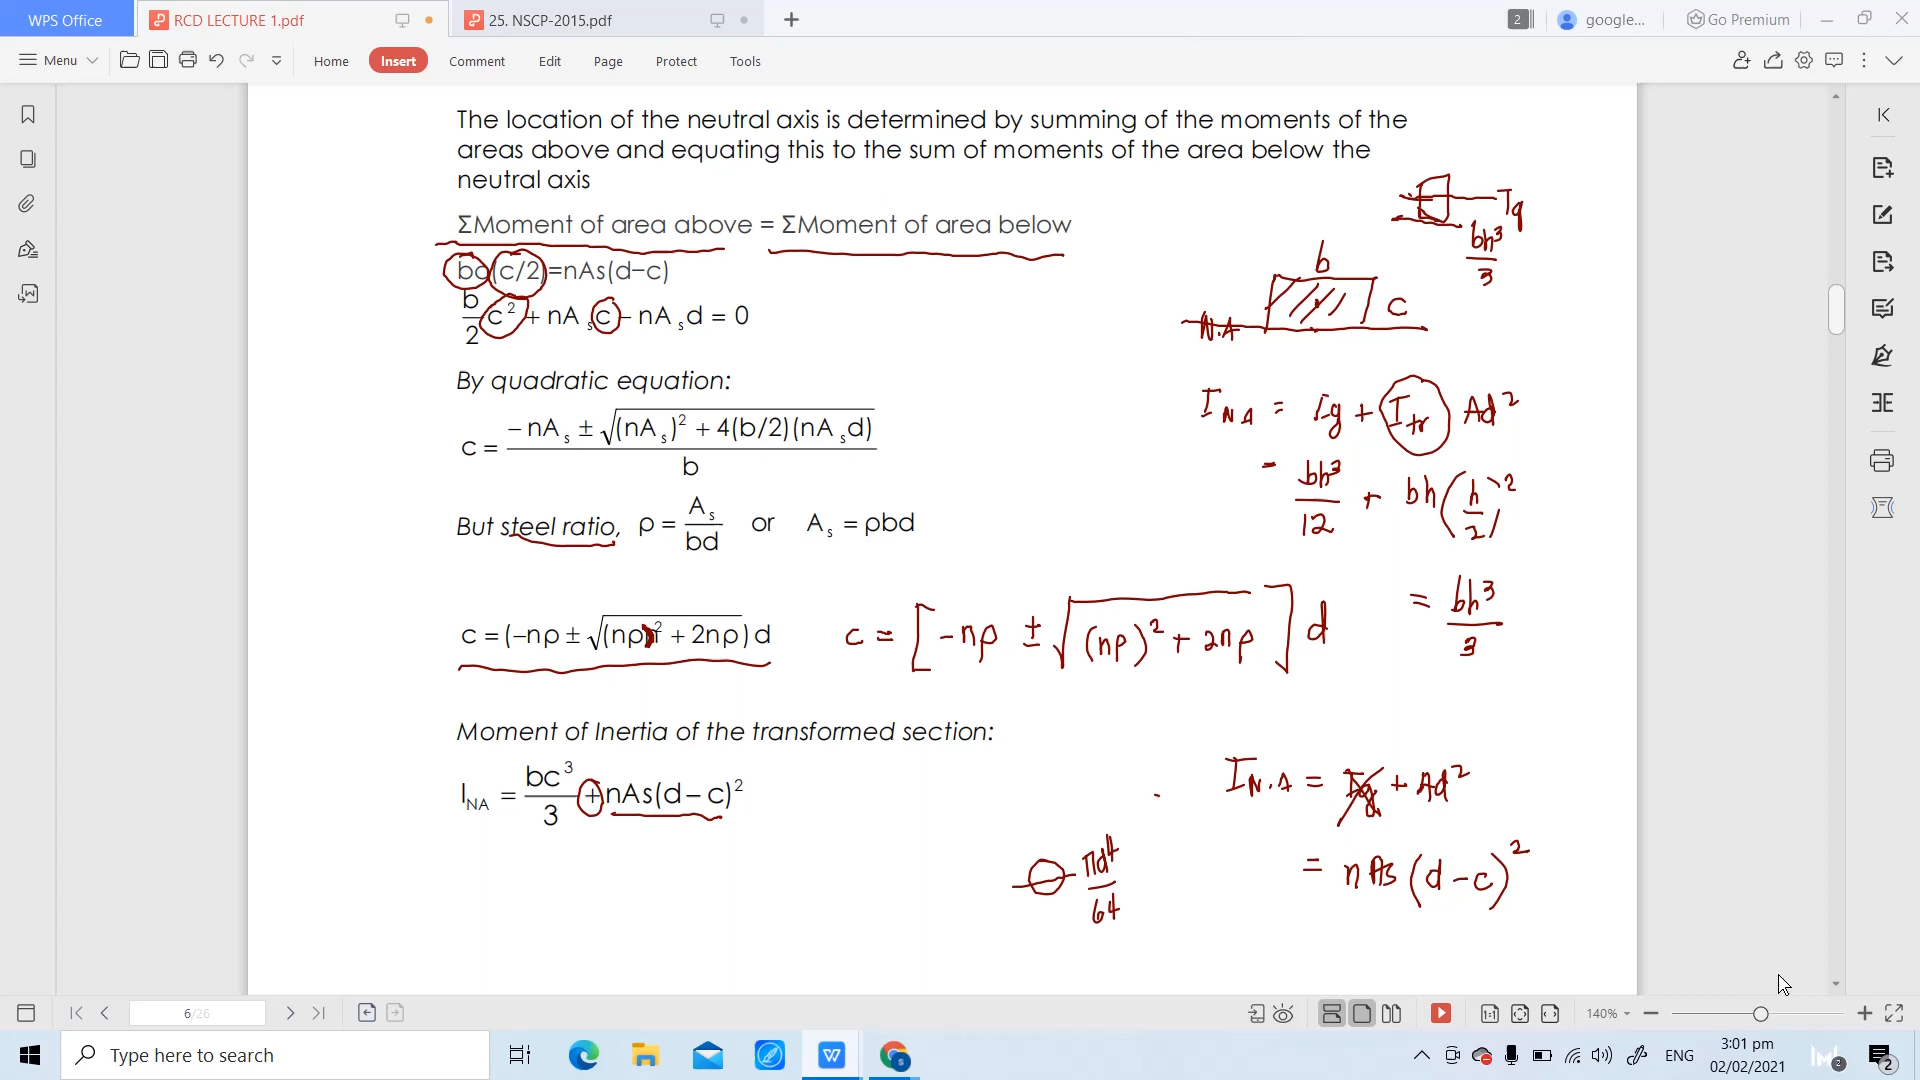 WPS Office
RCD LECTURE 1.pdf
25. NSCP-2015.pdf
2
google...
Go Premium
Menu
Home
Insert
Comment
Edit
Page
Protect
Tools
The location of the neutral axis is determined by summing of the moments of the
areas above and equating this to the sum of moments of the area below the
neutral axis
ΣMoment of area above = ΣMoment of area below
bc(c/2)=nAs(d−c)
b/2 c² + nA_s c − nA_s d = 0
By quadratic equation:
c = (−nA_s ± √((nA_s)² + 4(b/2)(nA_s d))) / b
But steel ratio, ρ = A_s / bd or A_s = ρbd
c = (−nρ ± √((nρ)² + 2nρ) d
c = [−nρ ± √((nρ)² + 2nρ)] d
Moment of Inertia of the transformed section:
I_NA = bc³/3 + nAs(d−c)²
Ig
bh³/3
b
c
N.A
I_NA = Ig + I_tr Ad²
= bh³/12 + bh(h/2)²
= bh³/3
I_N.A = Ig + Ad²
= nAs(d−c)²
πd⁴/64
6/26
140%
Type here to search
ENG
3:01 pm
02/02/2021
2
2